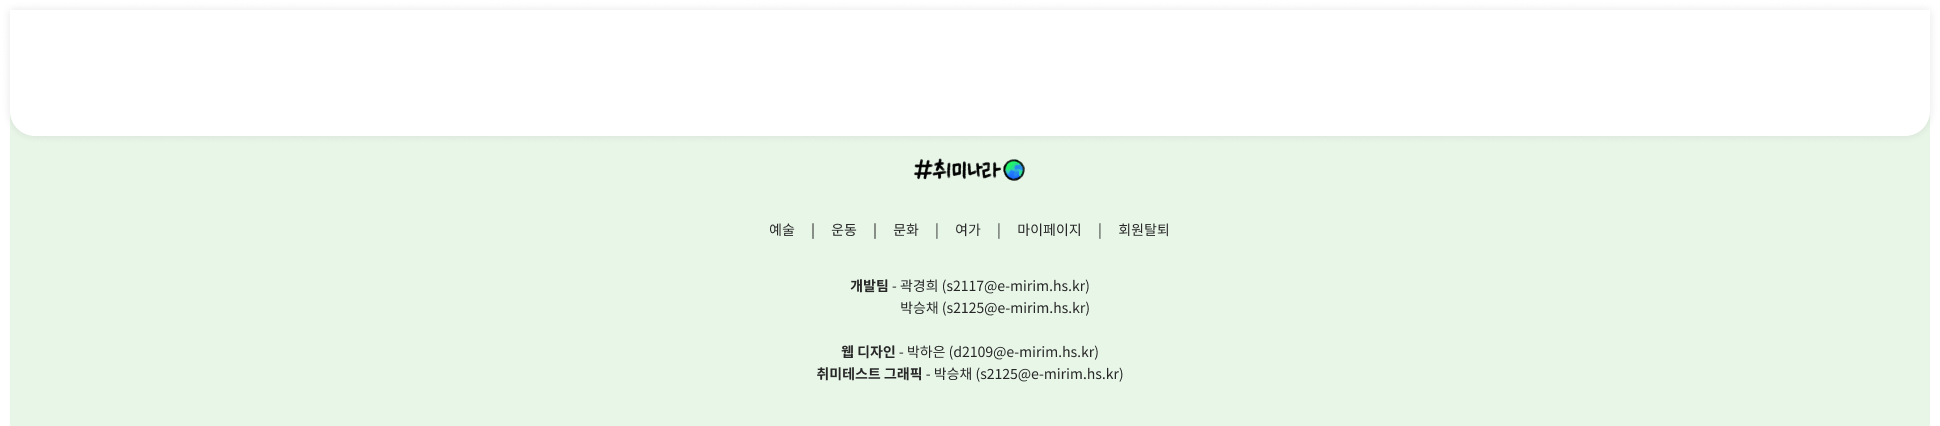 #취미나라
예술 | 운동 | 문화 | 여가 | 마이페이지 | 회원탈퇴
개발팀 - 곽경희 (s2117@e-mirim.hs.kr)
박승채 (s2125@e-mirim.hs.kr)
웹 디자인 - 박하은 (d2109@e-mirim.hs.kr)
취미테스트 그래픽 - 박승채 (s2125@e-mirim.hs.kr)